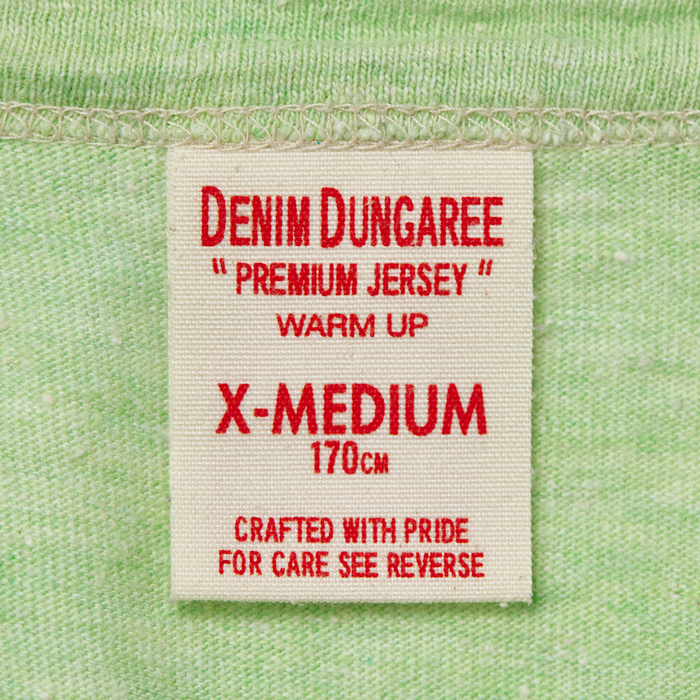 DENIM DUNGAREE
" PREMIUM JERSEY "
WARM UP
X-MEDIUM
170CM
CRAFTED WITH PRIDE
FOR CARE SEE REVERSE